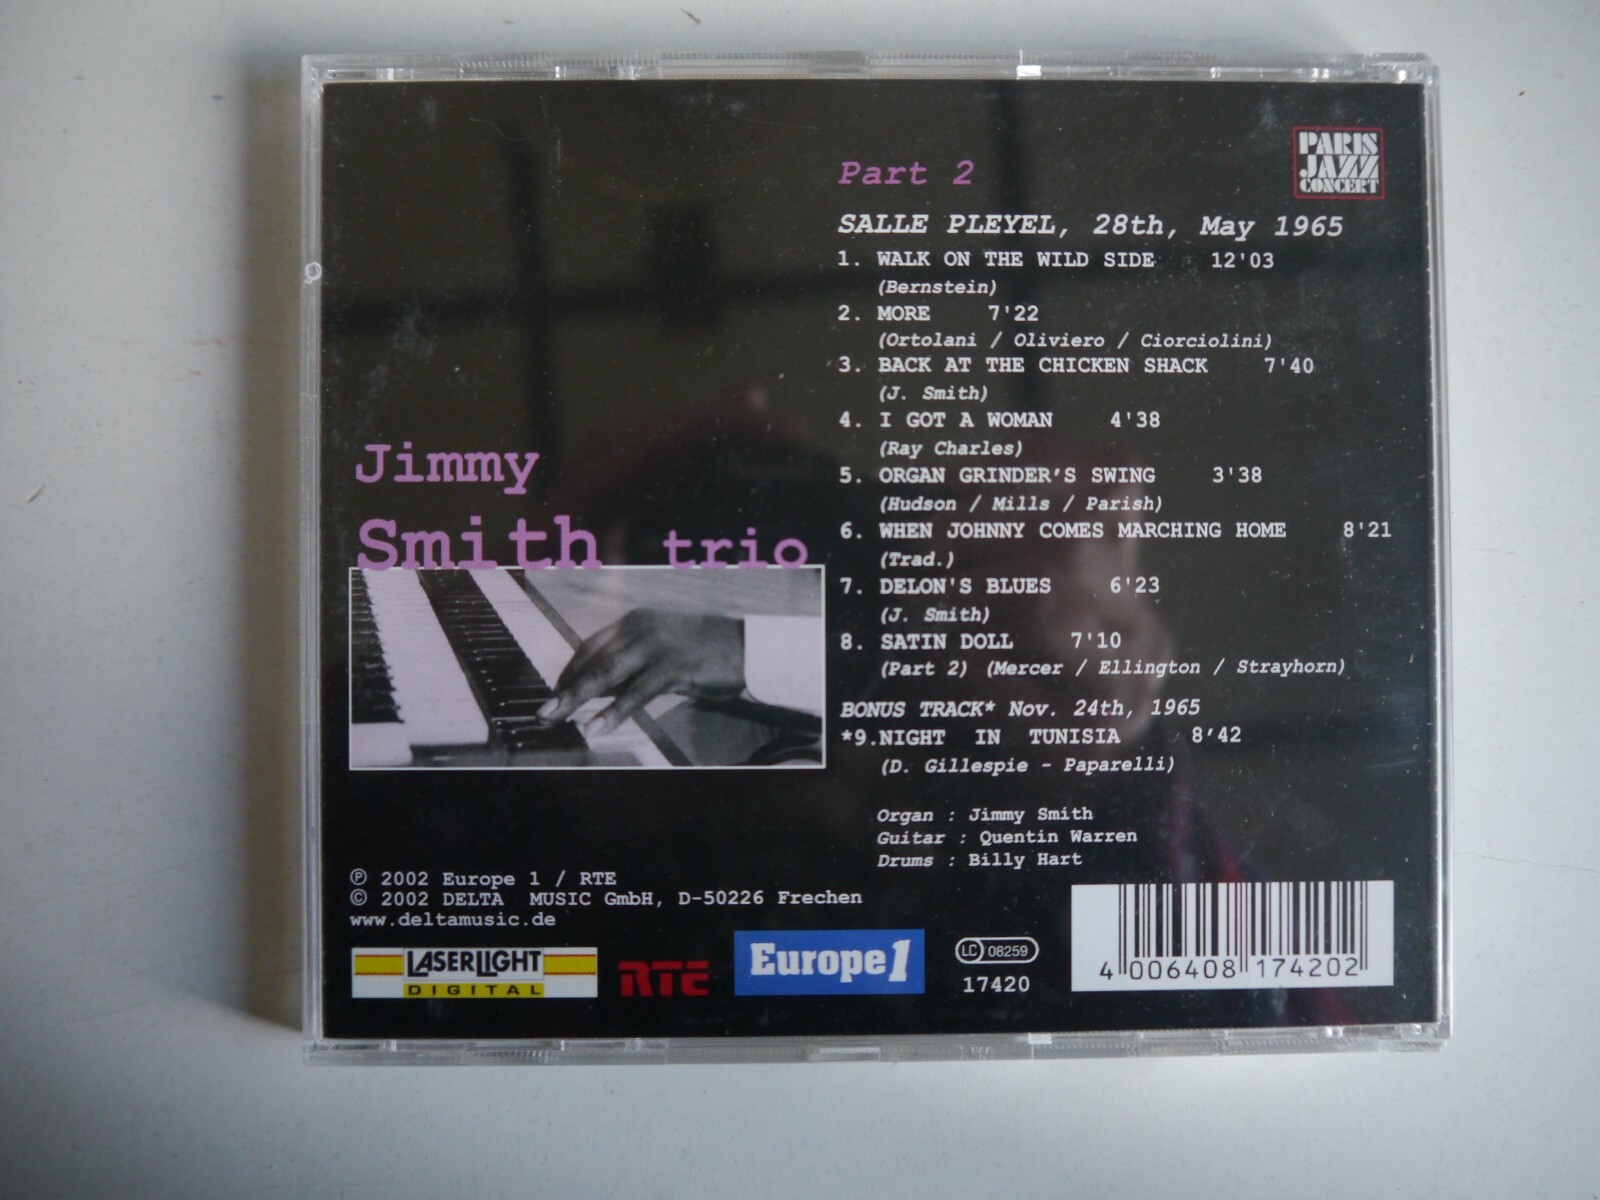 PARIS
JAZZ
CONCERT
Part 2
SALLE PLEYEL, 28th, May 1965
1. WALK ON THE WILD SIDE 12'03
(Bernstein)
2. MORE 7'22
(Ortolani / Oliviero / Ciorciolini)
3. BACK AT THE CHICKEN SHACK 7'40
(J. Smith)
4. I GOT A WOMAN 4'38
(Ray Charles)
5. ORGAN GRINDER'S SWING 3'38
(Hudson / Mills / Parish)
6. WHEN JOHNNY COMES MARCHING HOME 8'21
(Trad.)
7. DELON'S BLUES 6'23
(J. Smith)
8. SATIN DOLL 7'10
(Part 2) (Mercer / Ellington / Strayhorn)
BONUS TRACK* Nov. 24th, 1965
*9.NIGHT IN TUNISIA 8'42
(D. Gillespie - Paparelli)
Organ : Jimmy Smith
Guitar : Quentin Warren
Drums : Billy Hart
Jimmy
Smith trio
℗ 2002 Europe 1 / RTE
© 2002 DELTA MUSIC GmbH, D-50226 Frechen
www.deltamusic.de
LASERLIGHT
DIGITAL
RTE
Europe 1
LC 08259
17420
4 006408 174202